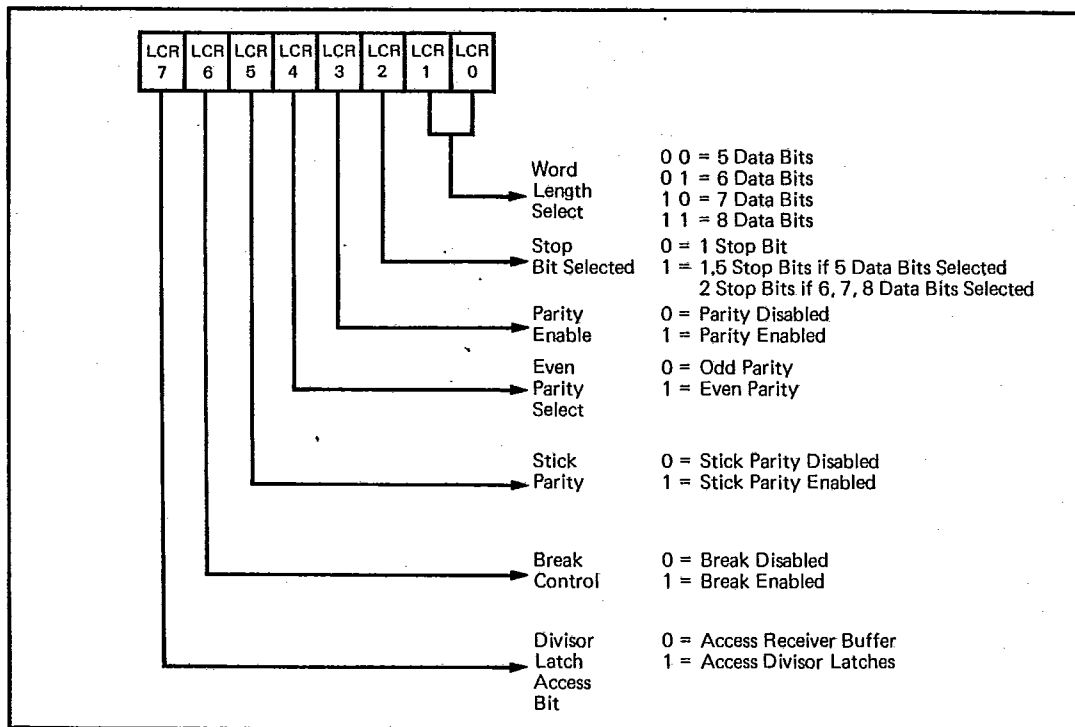 LCR LCR LCR LCR LCR LCR LCR LCR
7 6 5 4 3 2 1 0
Word Length Select
0 0 = 5 Data Bits
0 1 = 6 Data Bits
1 0 = 7 Data Bits
1 1 = 8 Data Bits
Stop Bit Selected
0 = 1 Stop Bit
1 = 1.5 Stop Bits if 5 Data Bits Selected
2 Stop Bits if 6, 7, 8 Data Bits Selected
Parity Enable
0 = Parity Disabled
1 = Parity Enabled
Even Parity Select
0 = Odd Parity
1 = Even Parity
Stick Parity
0 = Stick Parity Disabled
1 = Stick Parity Enabled
Break Control
0 = Break Disabled
1 = Break Enabled
Divisor Latch Access Bit
0 = Access Receiver Buffer
1 = Access Divisor Latches